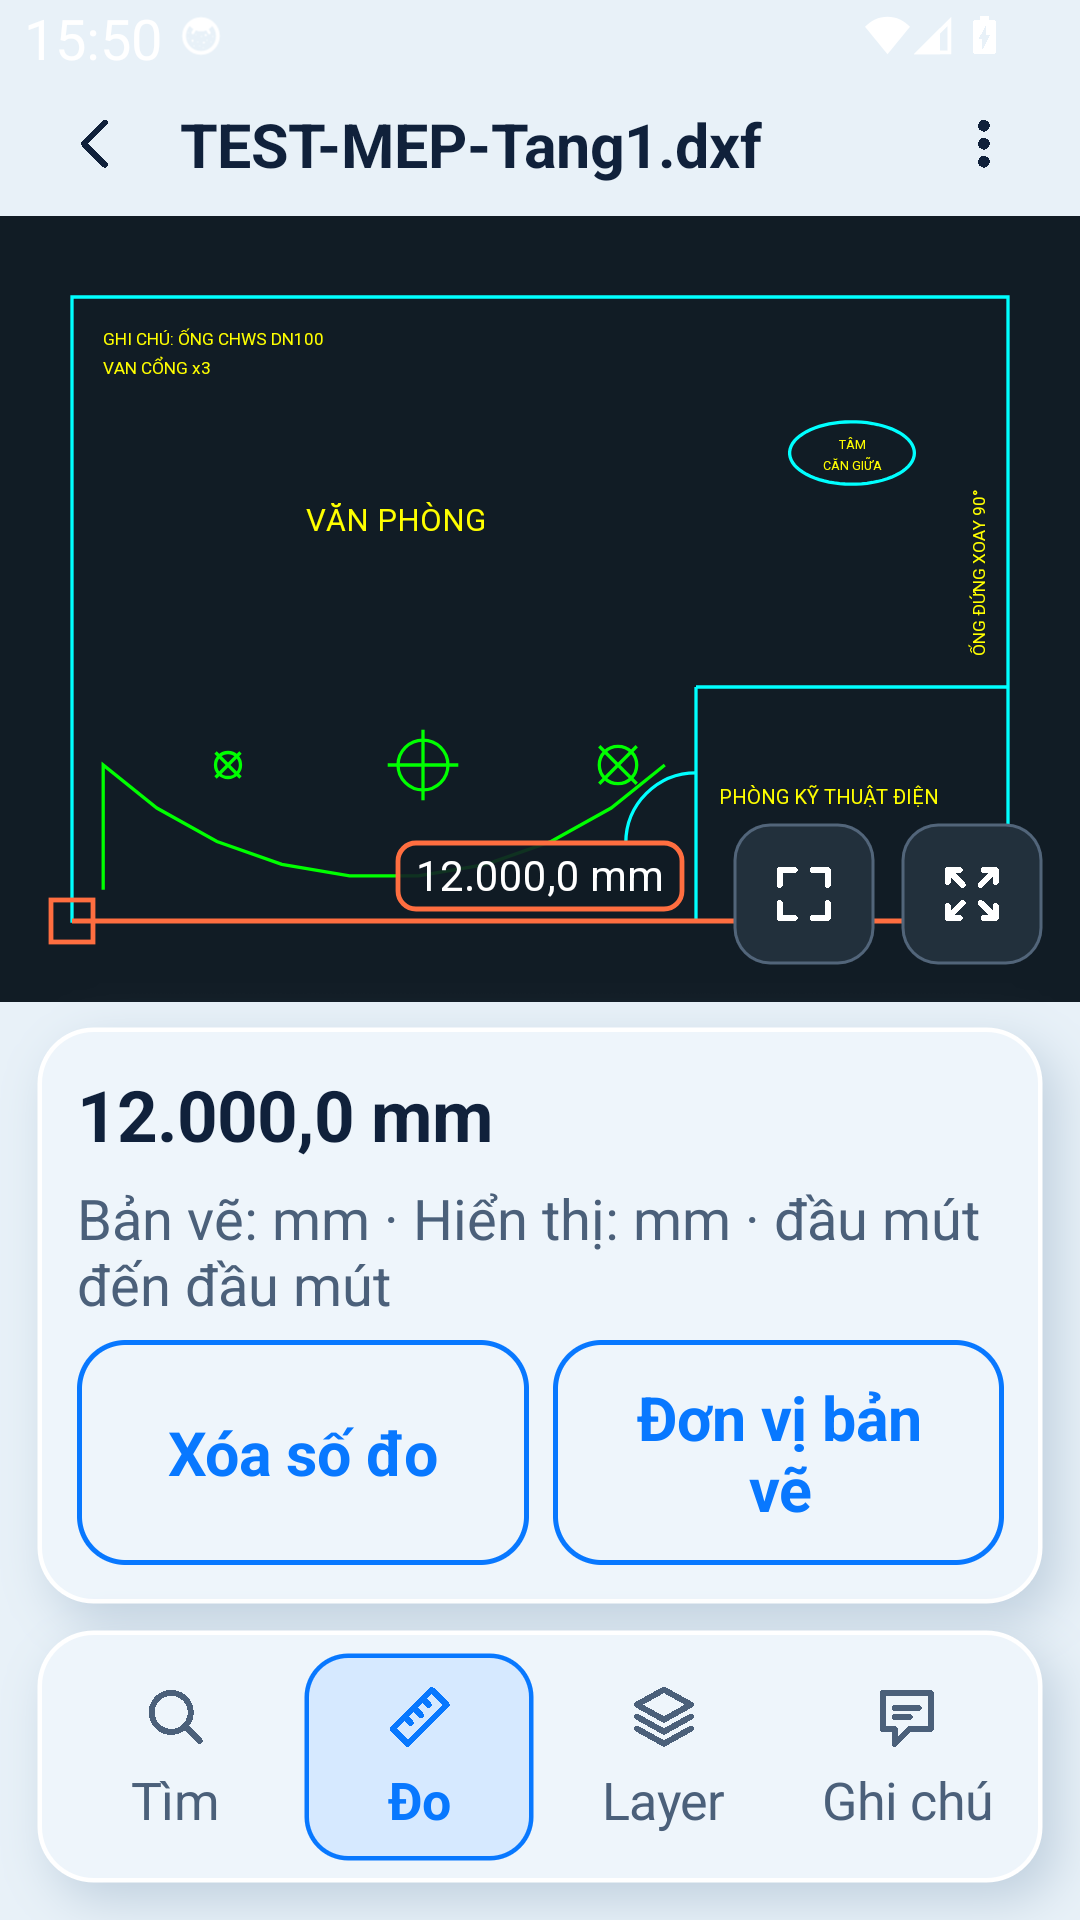 15:50
TEST-MEP-Tang1.dxf
GHI CHÚ: ỐNG CHWS DN100
VAN CỔNG x3
TÂM
CĂN GIỮA
VĂN PHÒNG
ỐNG ĐỨNG XOAY 90°
PHÒNG KỸ THUẬT ĐIỆN
12.000,0 mm
12.000,0 mm
Bản vẽ: mm · Hiển thị: mm · đầu mút
đến đầu mút
Xóa số đo
Đơn vị bản
vẽ
Tìm
Đo
Layer
Ghi chú